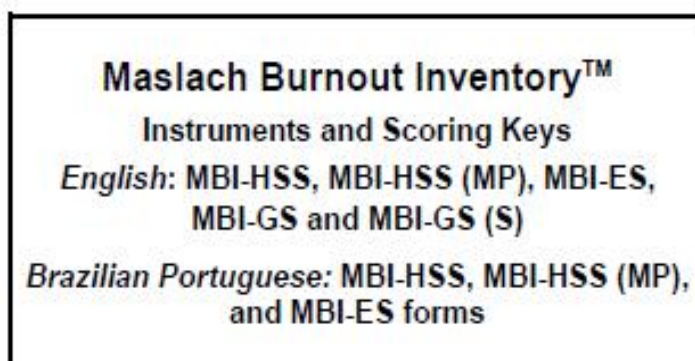 Maslach Burnout Inventory™
Instruments and Scoring Keys
English: MBI-HSS, MBI-HSS (MP), MBI-ES,
MBI-GS and MBI-GS (S)
Brazilian Portuguese: MBI-HSS, MBI-HSS (MP),
and MBI-ES forms